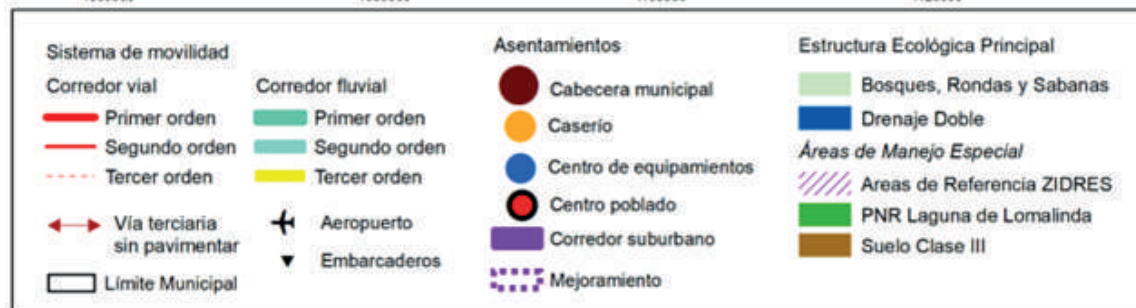 Sistema de movilidad
Corredor vial
Primer orden
Segundo orden
Tercer orden
Vía terciaria
sin pavimentar
Límite Municipal
Corredor fluvial
Primer orden
Segundo orden
Tercer orden
Aeropuerto
Embarcaderos
Asentamientos
Cabecera municipal
Caserío
Centro de equipamientos
Centro poblado
Corredor suburbano
Mejoramiento
Estructura Ecológica Principal
Bosques, Rondas y Sabanas
Drenaje Doble
Áreas de Manejo Especial
Areas de Referencia ZIDRES
PNR Laguna de Lomalinda
Suelo Clase III